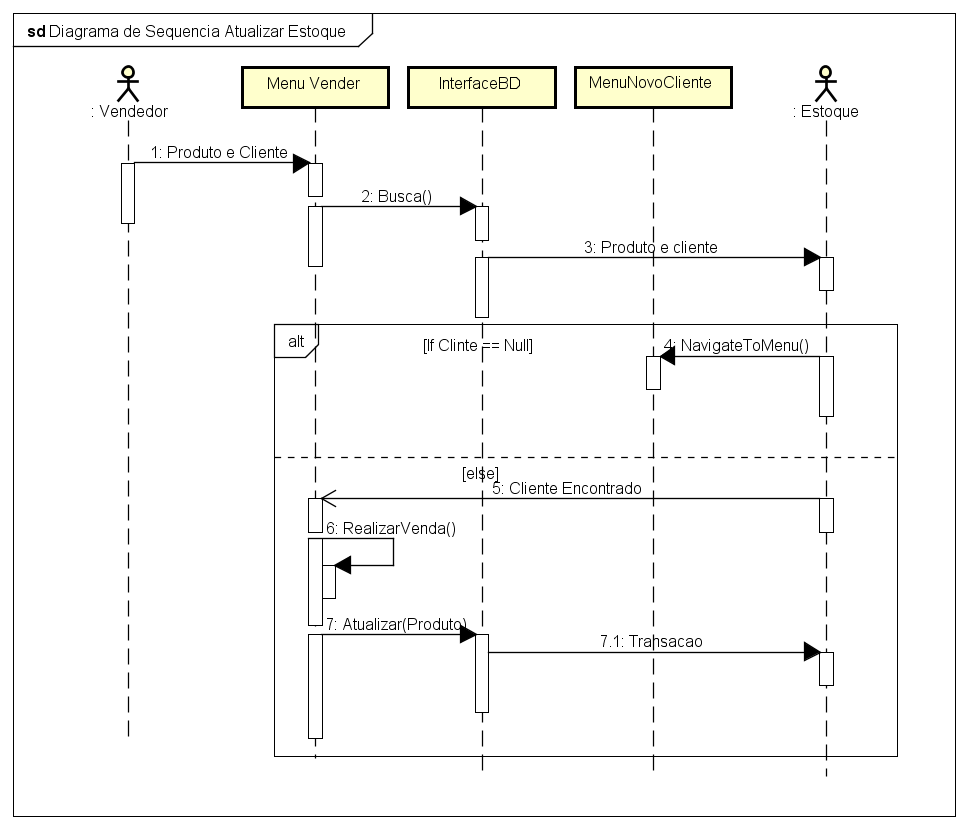 sd Diagrama de Sequencia Atualizar Estoque
: Vendedor
Menu Vender
InterfaceBD
MenuNovoCliente
: Estoque
1: Produto e Cliente
2: Busca()
3: Produto e cliente
alt
[If Clinte == Null]
4: NavigateToMenu()
[else]
5: Cliente Encontrado
6: RealizarVenda()
7: Atualizar(Produto)
7.1: Transacao